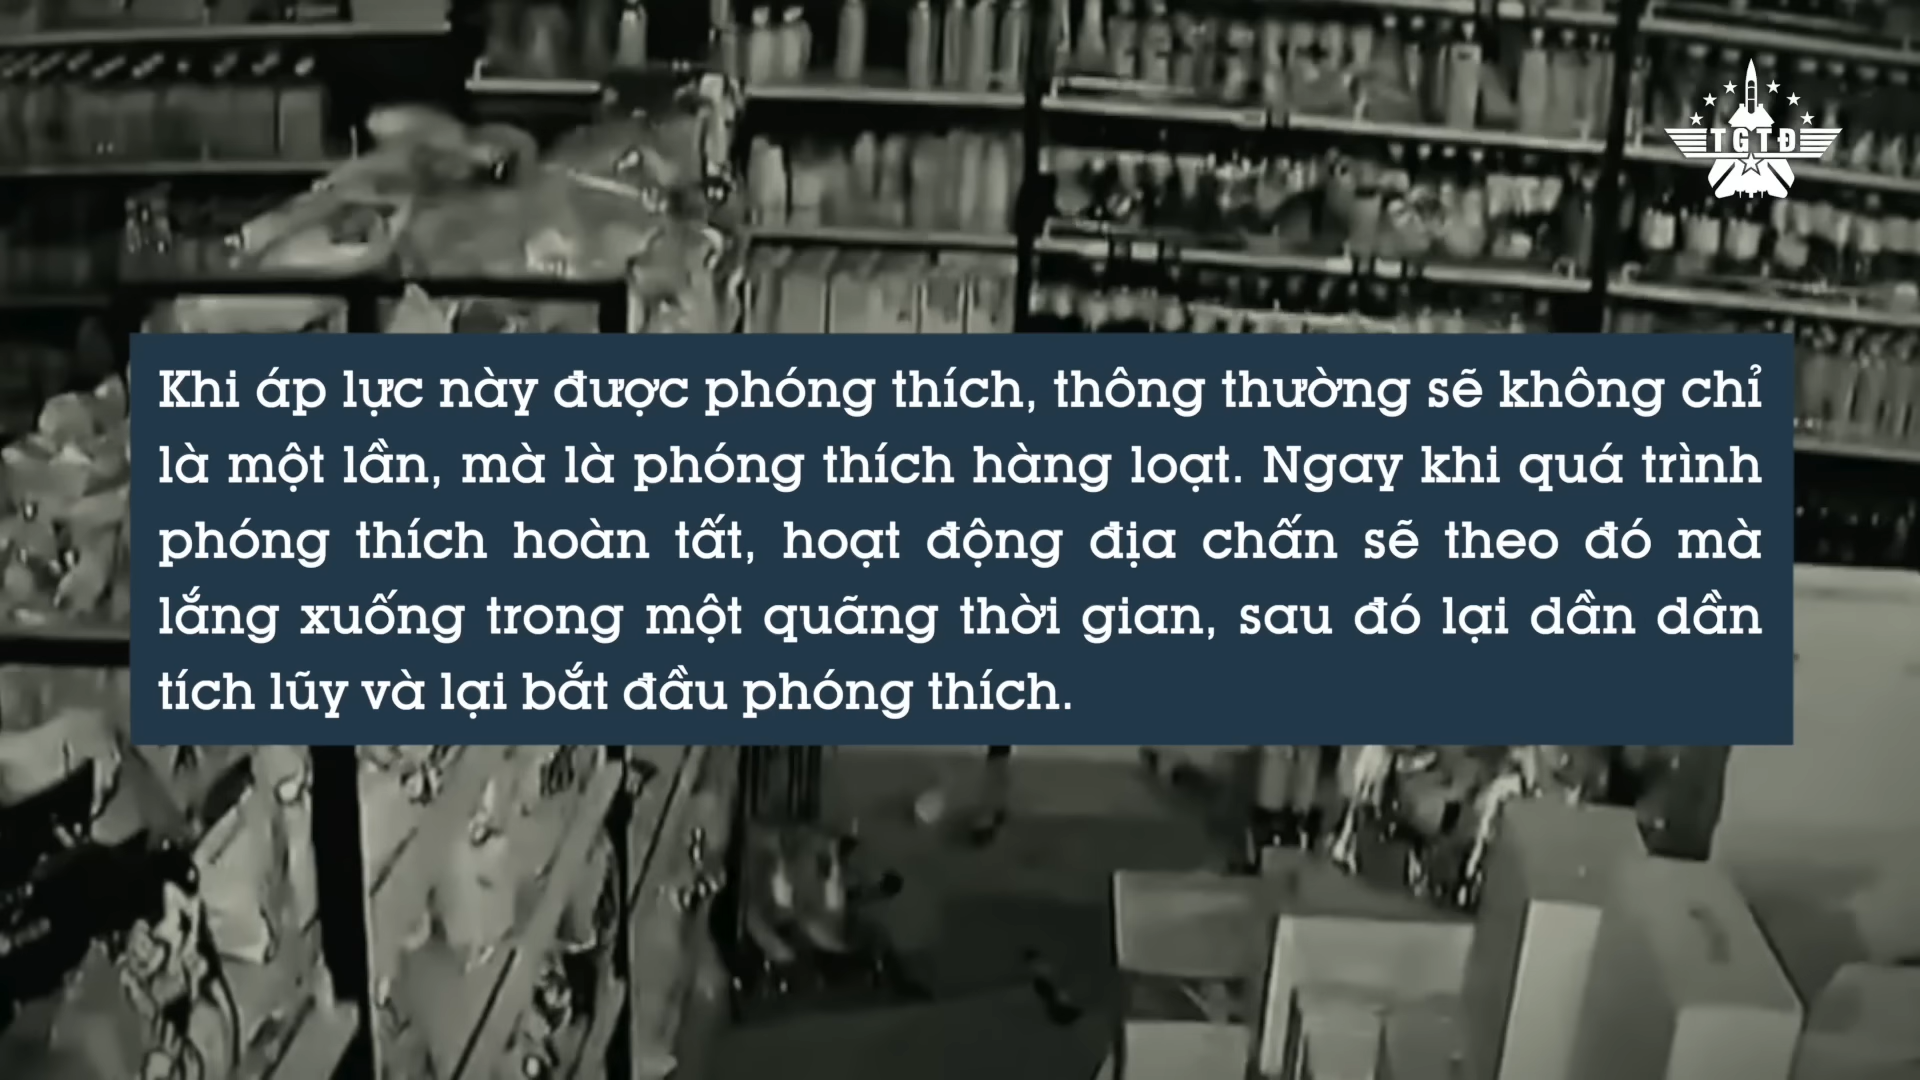 TGTĐ
Khi áp lực này được phóng thích, thông thường sẽ không chỉ
là một lần, mà là phóng thích hàng loạt. Ngay khi quá trình
phóng thích hoàn tất, hoạt động địa chấn sẽ theo đó mà
lắng xuống trong một quãng thời gian, sau đó lại dần dần
tích lũy và lại bắt đầu phóng thích.